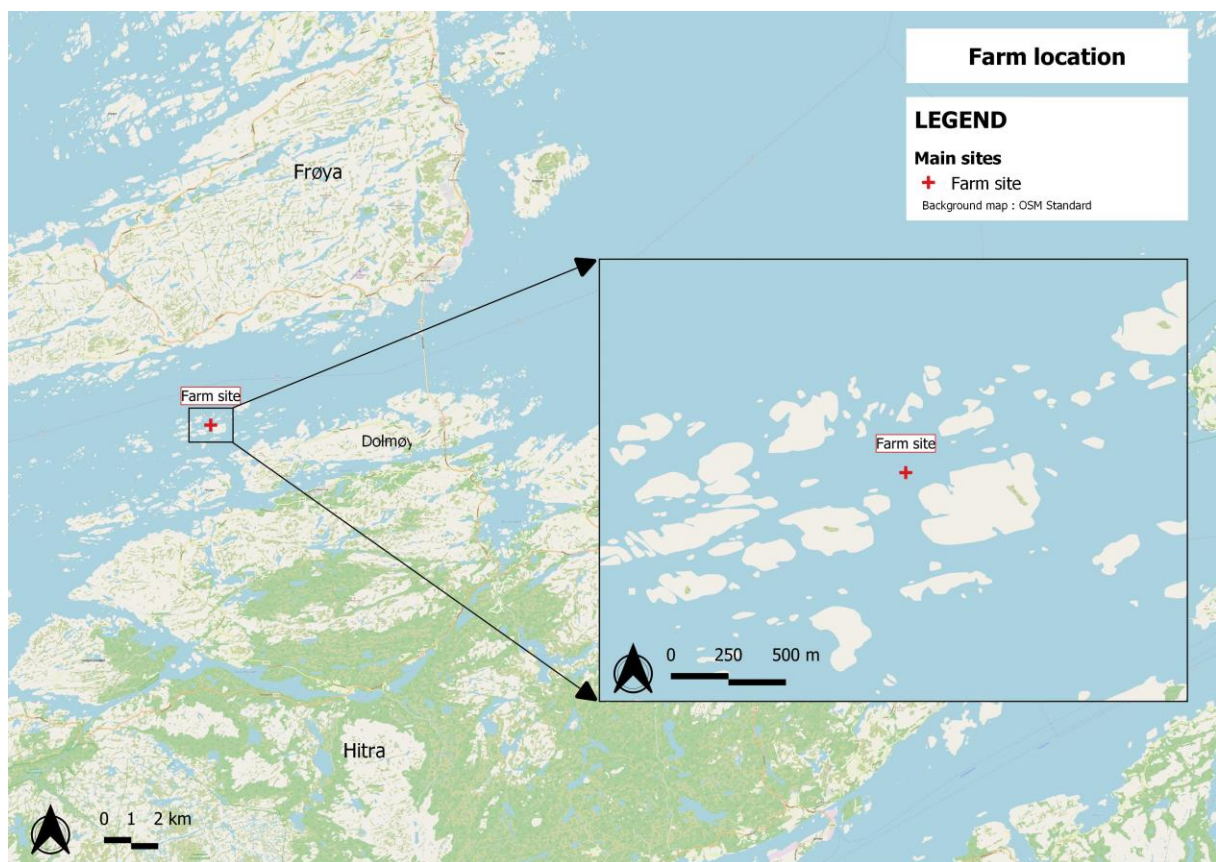 Farm location
LEGEND
Main sites
Farm site
Background map : OSM Standard
Frøya
Farm site
Dolmøy
Farm site
0 250 500 m
Hitra
0 1 2 km